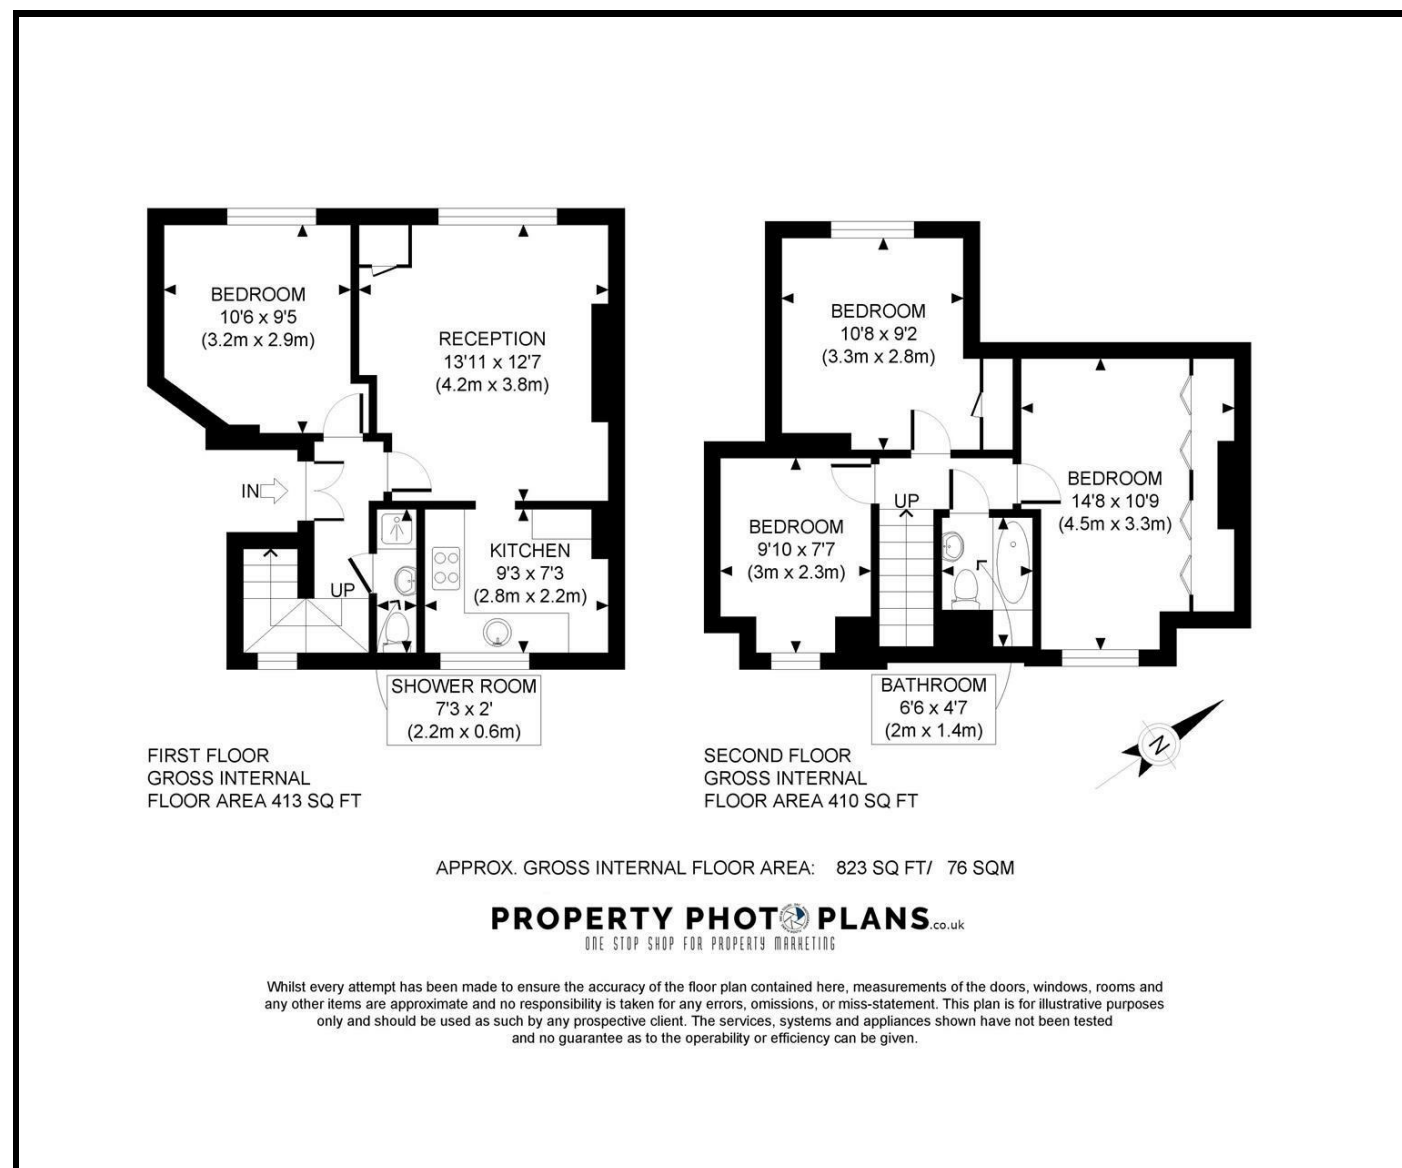 BEDROOM
10'6 x 9'5
(3.2m x 2.9m)
RECEPTION
13'11 x 12'7
(4.2m x 3.8m)
IN
UP
KITCHEN
9'3 x 7'3
(2.8m x 2.2m)
SHOWER ROOM
7'3 x 2'
(2.2m x 0.6m)
FIRST FLOOR
GROSS INTERNAL
FLOOR AREA 413 SQ FT
BEDROOM
10'8 x 9'2
(3.3m x 2.8m)
BEDROOM
14'8 x 10'9
(4.5m x 3.3m)
UP
BEDROOM
9'10 x 7'7
(3m x 2.3m)
BATHROOM
6'6 x 4'7
(2m x 1.4m)
SECOND FLOOR
GROSS INTERNAL
FLOOR AREA 410 SQ FT
N
APPROX. GROSS INTERNAL FLOOR AREA: 823 SQ FT/ 76 SQM
PROPERTY PHOTO PLANS.co.uk
ONE STOP SHOP FOR PROPERTY MARKETING
Whilst every attempt has been made to ensure the accuracy of the floor plan contained here, measurements of the doors, windows, rooms and
any other items are approximate and no responsibility is taken for any errors, omissions, or miss-statement. This plan is for illustrative purposes
only and should be used as such by any prospective client. The services, systems and appliances shown have not been tested
and no guarantee as to the operability or efficiency can be given.